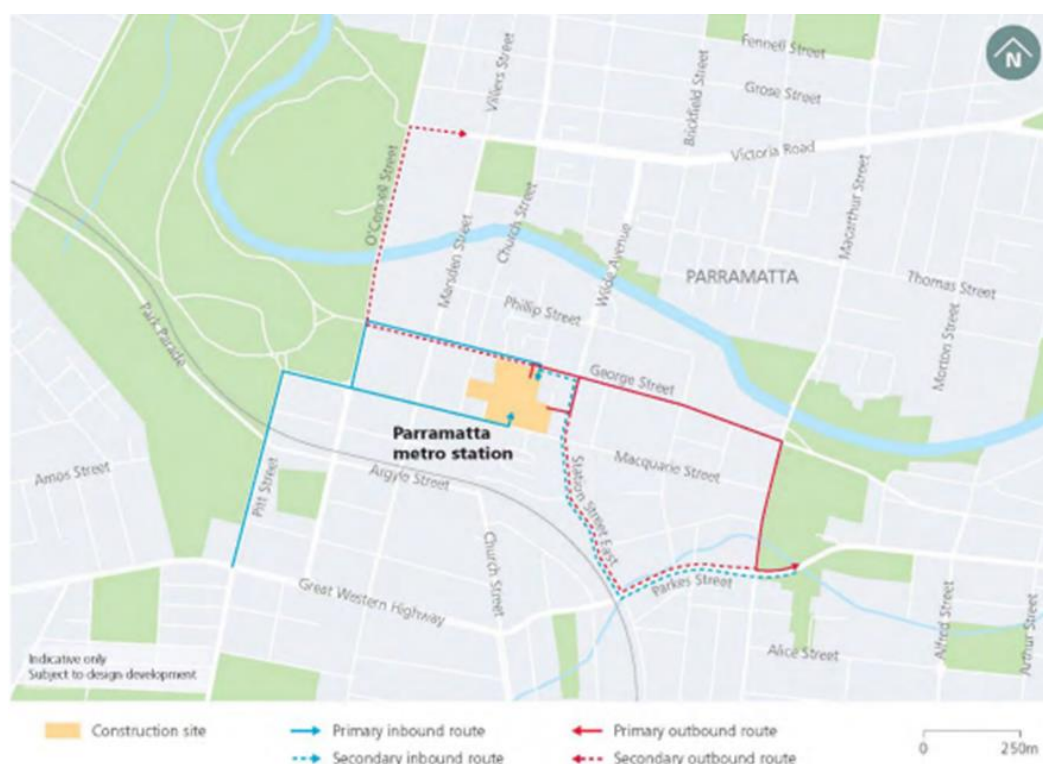 Fennell Street
N
Villiers Street
Brickfield Street
Grose Street
Victoria Road
O'Connell Street
Macarthur Street
Church Street
Marsden Street
Wilde Avenue
PARRAMATTA
Thomas Street
Phillip Street
Morton Street
Park Parade
George Street
Parramatta
metro station
Macquarie Street
Argyle Street
Amos Street
Pitt Street
Station Street East
Church Street
Parkes Street
Great Western Highway
Alfred Street
Arthur Street
Alice Street
Indicative only
Subject to design development
Construction site
Primary inbound route
Primary outbound route
Secondary inbound route
Secondary outbound route
0 250m